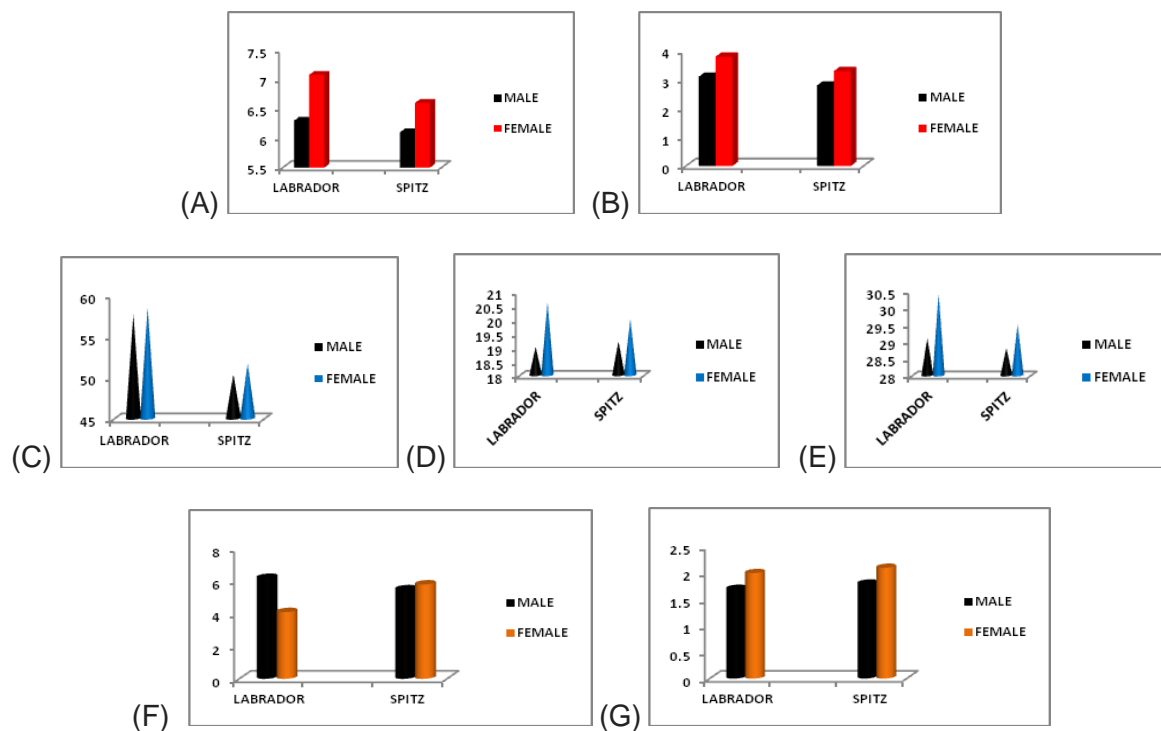 7.5
7
6.5
6
5.5
LABRADOR SPITZ
MALE
FEMALE
(A)
4
3
2
1
0
LABRADOR SPITZ
MALE
FEMALE
(B)
60
55
50
45
LABRADOR SPITZ
MALE
FEMALE
(C)
21
20.5
20
19.5
19
18.5
18
LABRADOR SPITZ
MALE
FEMALE
(D)
30.5
30
29.5
29
28.5
28
LABRADOR SPITZ
MALE
FEMALE
(E)
8
6
4
2
0
LABRADOR SPITZ
MALE
FEMALE
(F)
2.5
2
1.5
1
0.5
0
LABRADOR SPITZ
MALE
FEMALE
(G)